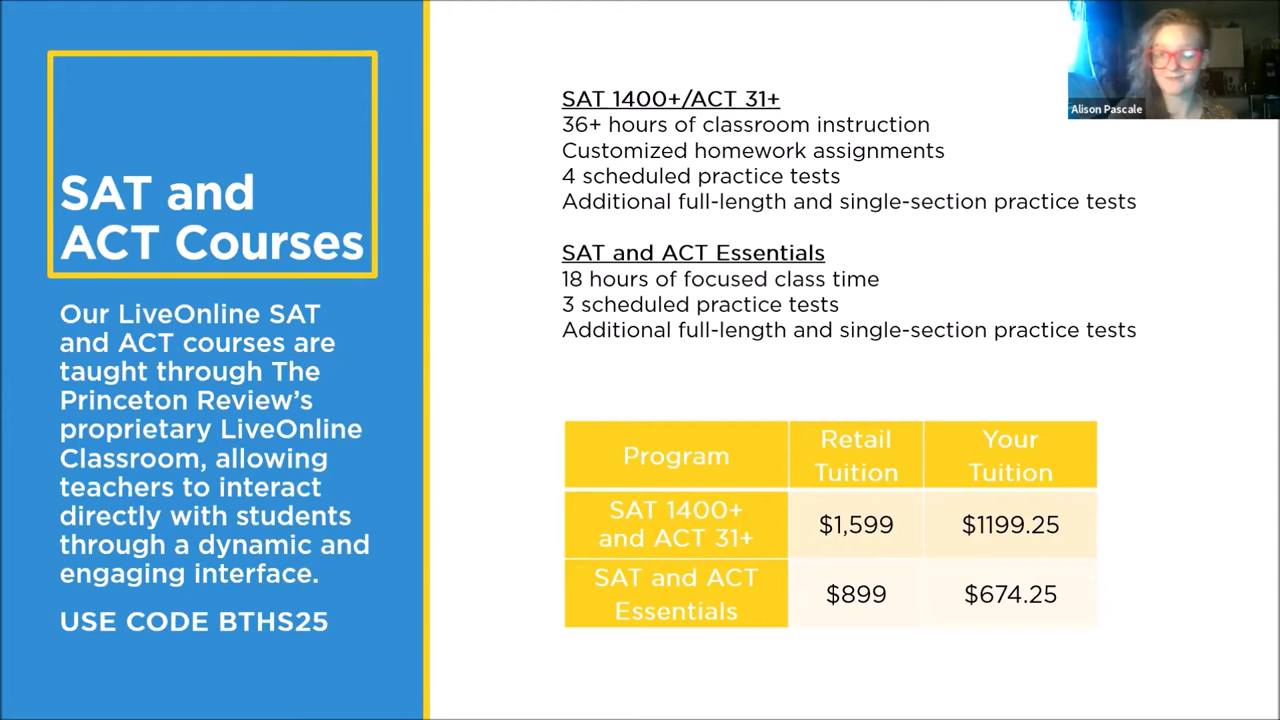 SAT and
ACT Courses
Our LiveOnline SAT
and ACT courses are
taught through The
Princeton Review’s
proprietary LiveOnline
Classroom, allowing
teachers to interact
directly with students
through a dynamic and
engaging interface.
USE CODE BTHS25
SAT 1400+/ACT 31+
36+ hours of classroom instruction
Customized homework assignments
4 scheduled practice tests
Additional full-length and single-section practice tests
SAT and ACT Essentials
18 hours of focused class time
3 scheduled practice tests
Additional full-length and single-section practice tests
Program
Retail
Tuition
Your
Tuition
SAT 1400+
and ACT 31+
$1,599
$1199.25
SAT and ACT
Essentials
$899
$674.25
Alison Pascale